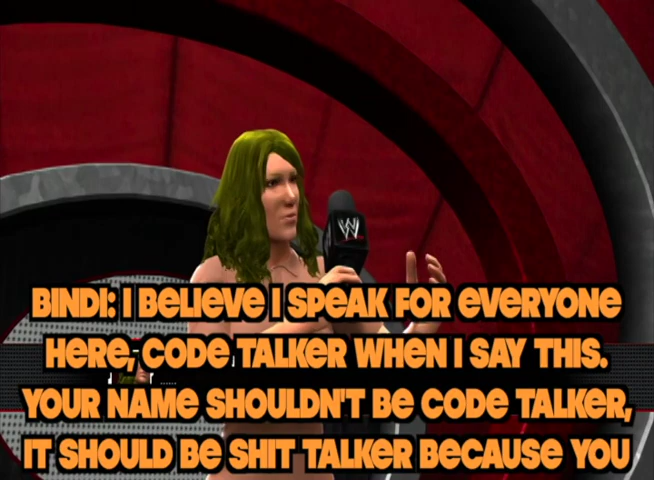 W
BINDI: I BELIEVE I SPEAK FOR EVERYONE
HERE, CODE TALKER WHEN I SAY THIS.
YOUR NAME SHOULDN'T BE CODE TALKER,
IT SHOULD BE SHIT TALKER BECAUSE YOU